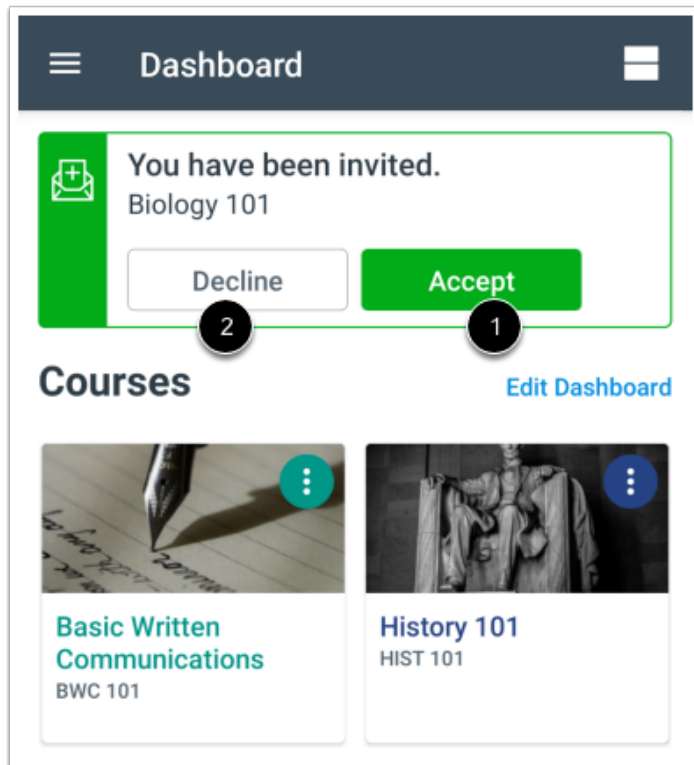 Dashboard
You have been invited.
Biology 101
Decline
Accept
2
1
Courses
Edit Dashboard
Basic Written
Communications
BWC 101
History 101
HIST 101